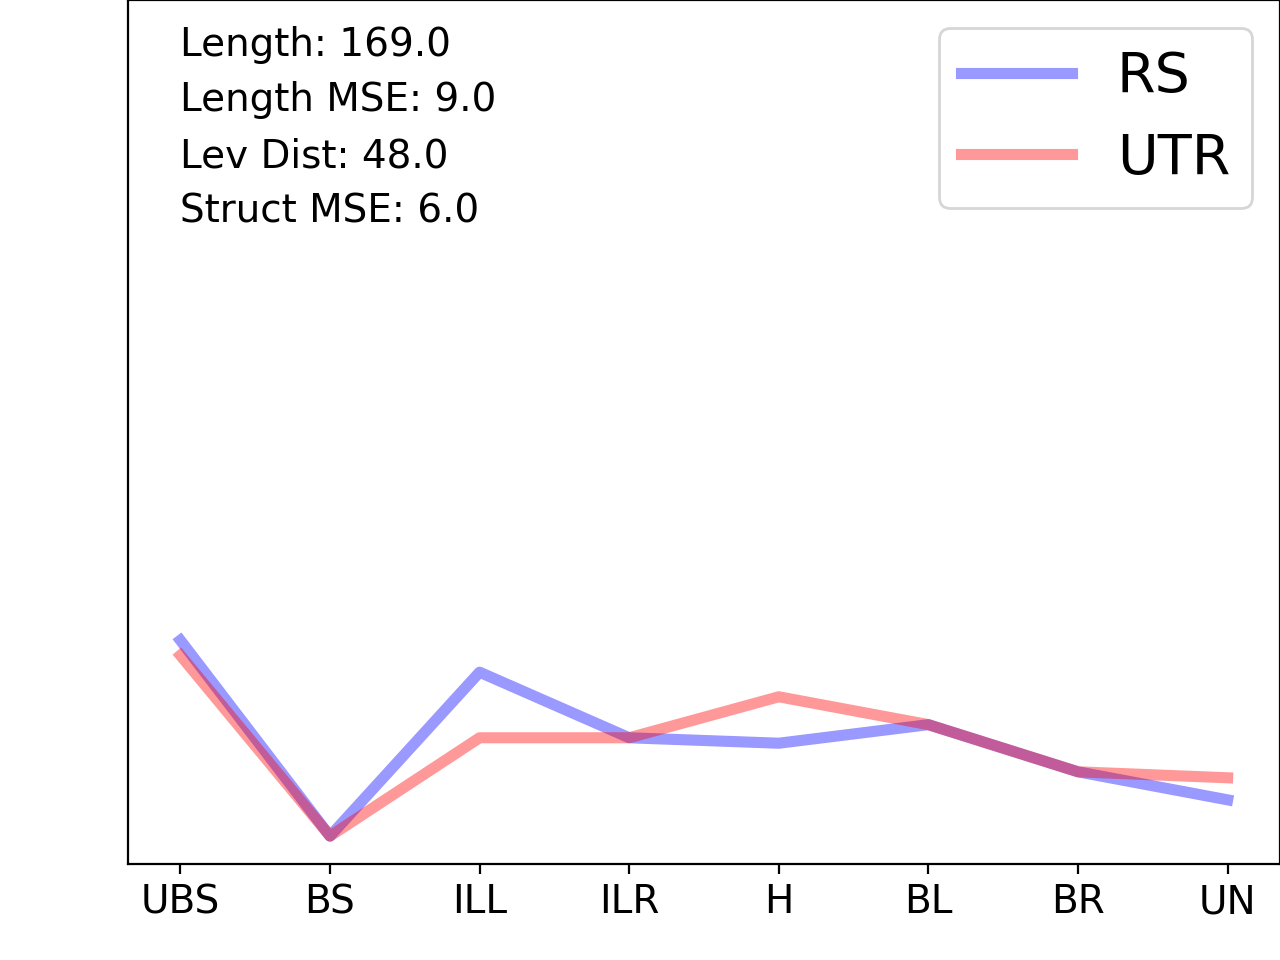 Length: 169.0
Length MSE: 9.0
Lev Dist: 48.0
Struct MSE: 6.0
RS
UTR
UBS BS ILL ILR H BL BR UN